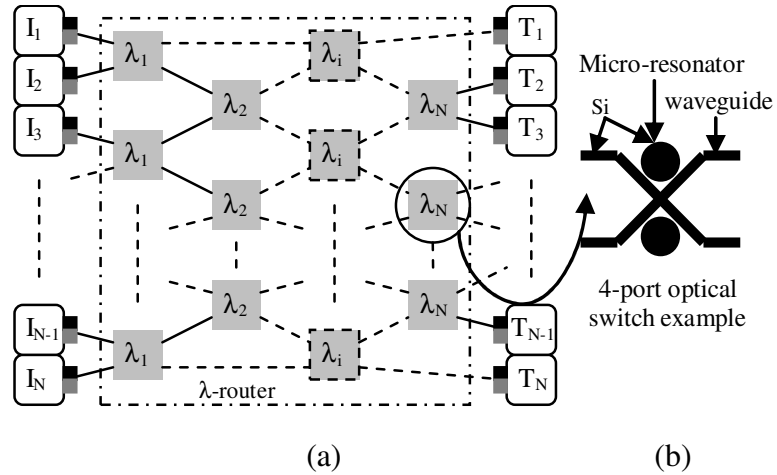 I1
I2
I3
IN-1
IN
λ1
λ1
λ1
λ2
λ2
λ2
λi
λi
λi
λN
λN
λN
λ-router
T1
T2
T3
TN-1
TN
Micro-resonator
Si
waveguide
4-port optical
switch example
(a)
(b)